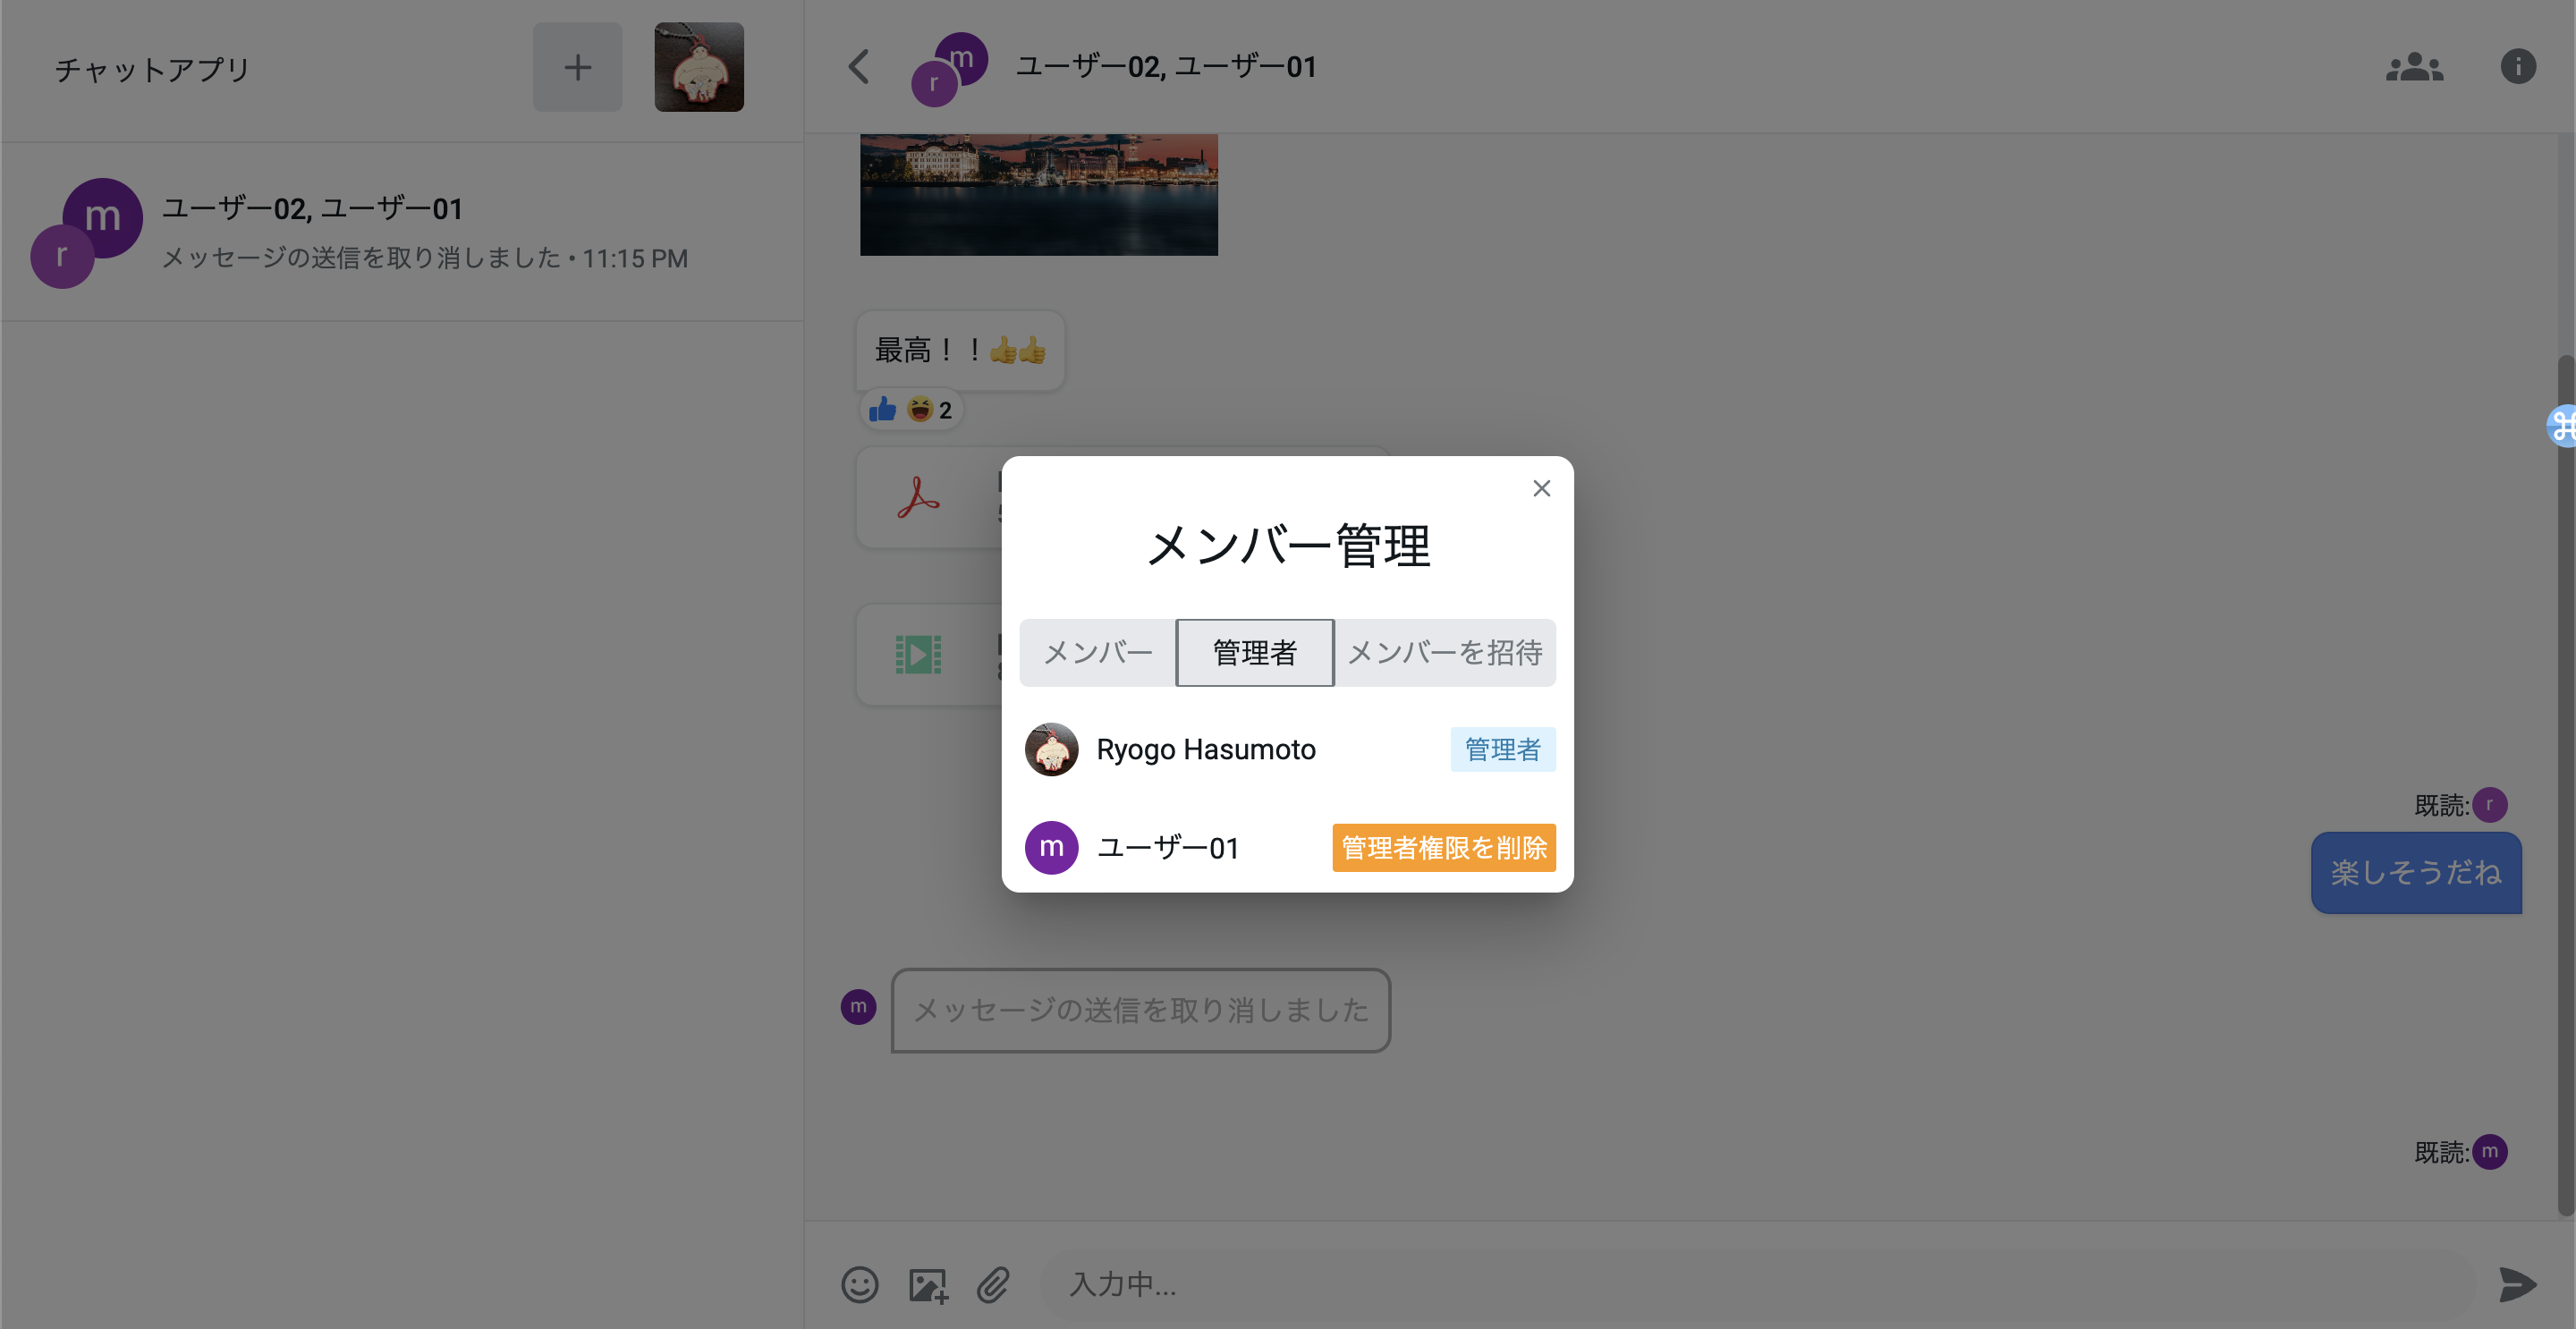 チャットアプリ
ユーザー02, ユーザー01
メッセージの送信を取り消しました • 11:15 PM
m
r
m
r
ユーザー02, ユーザー01
最高！！👍👍
2
メンバー管理
メンバー
管理者
メンバーを招待
Ryogo Hasumoto
管理者
m
ユーザー01
管理者権限を削除
既読:
r
楽しそうだね
m
メッセージの送信を取り消しました
既読:
m
入力中...